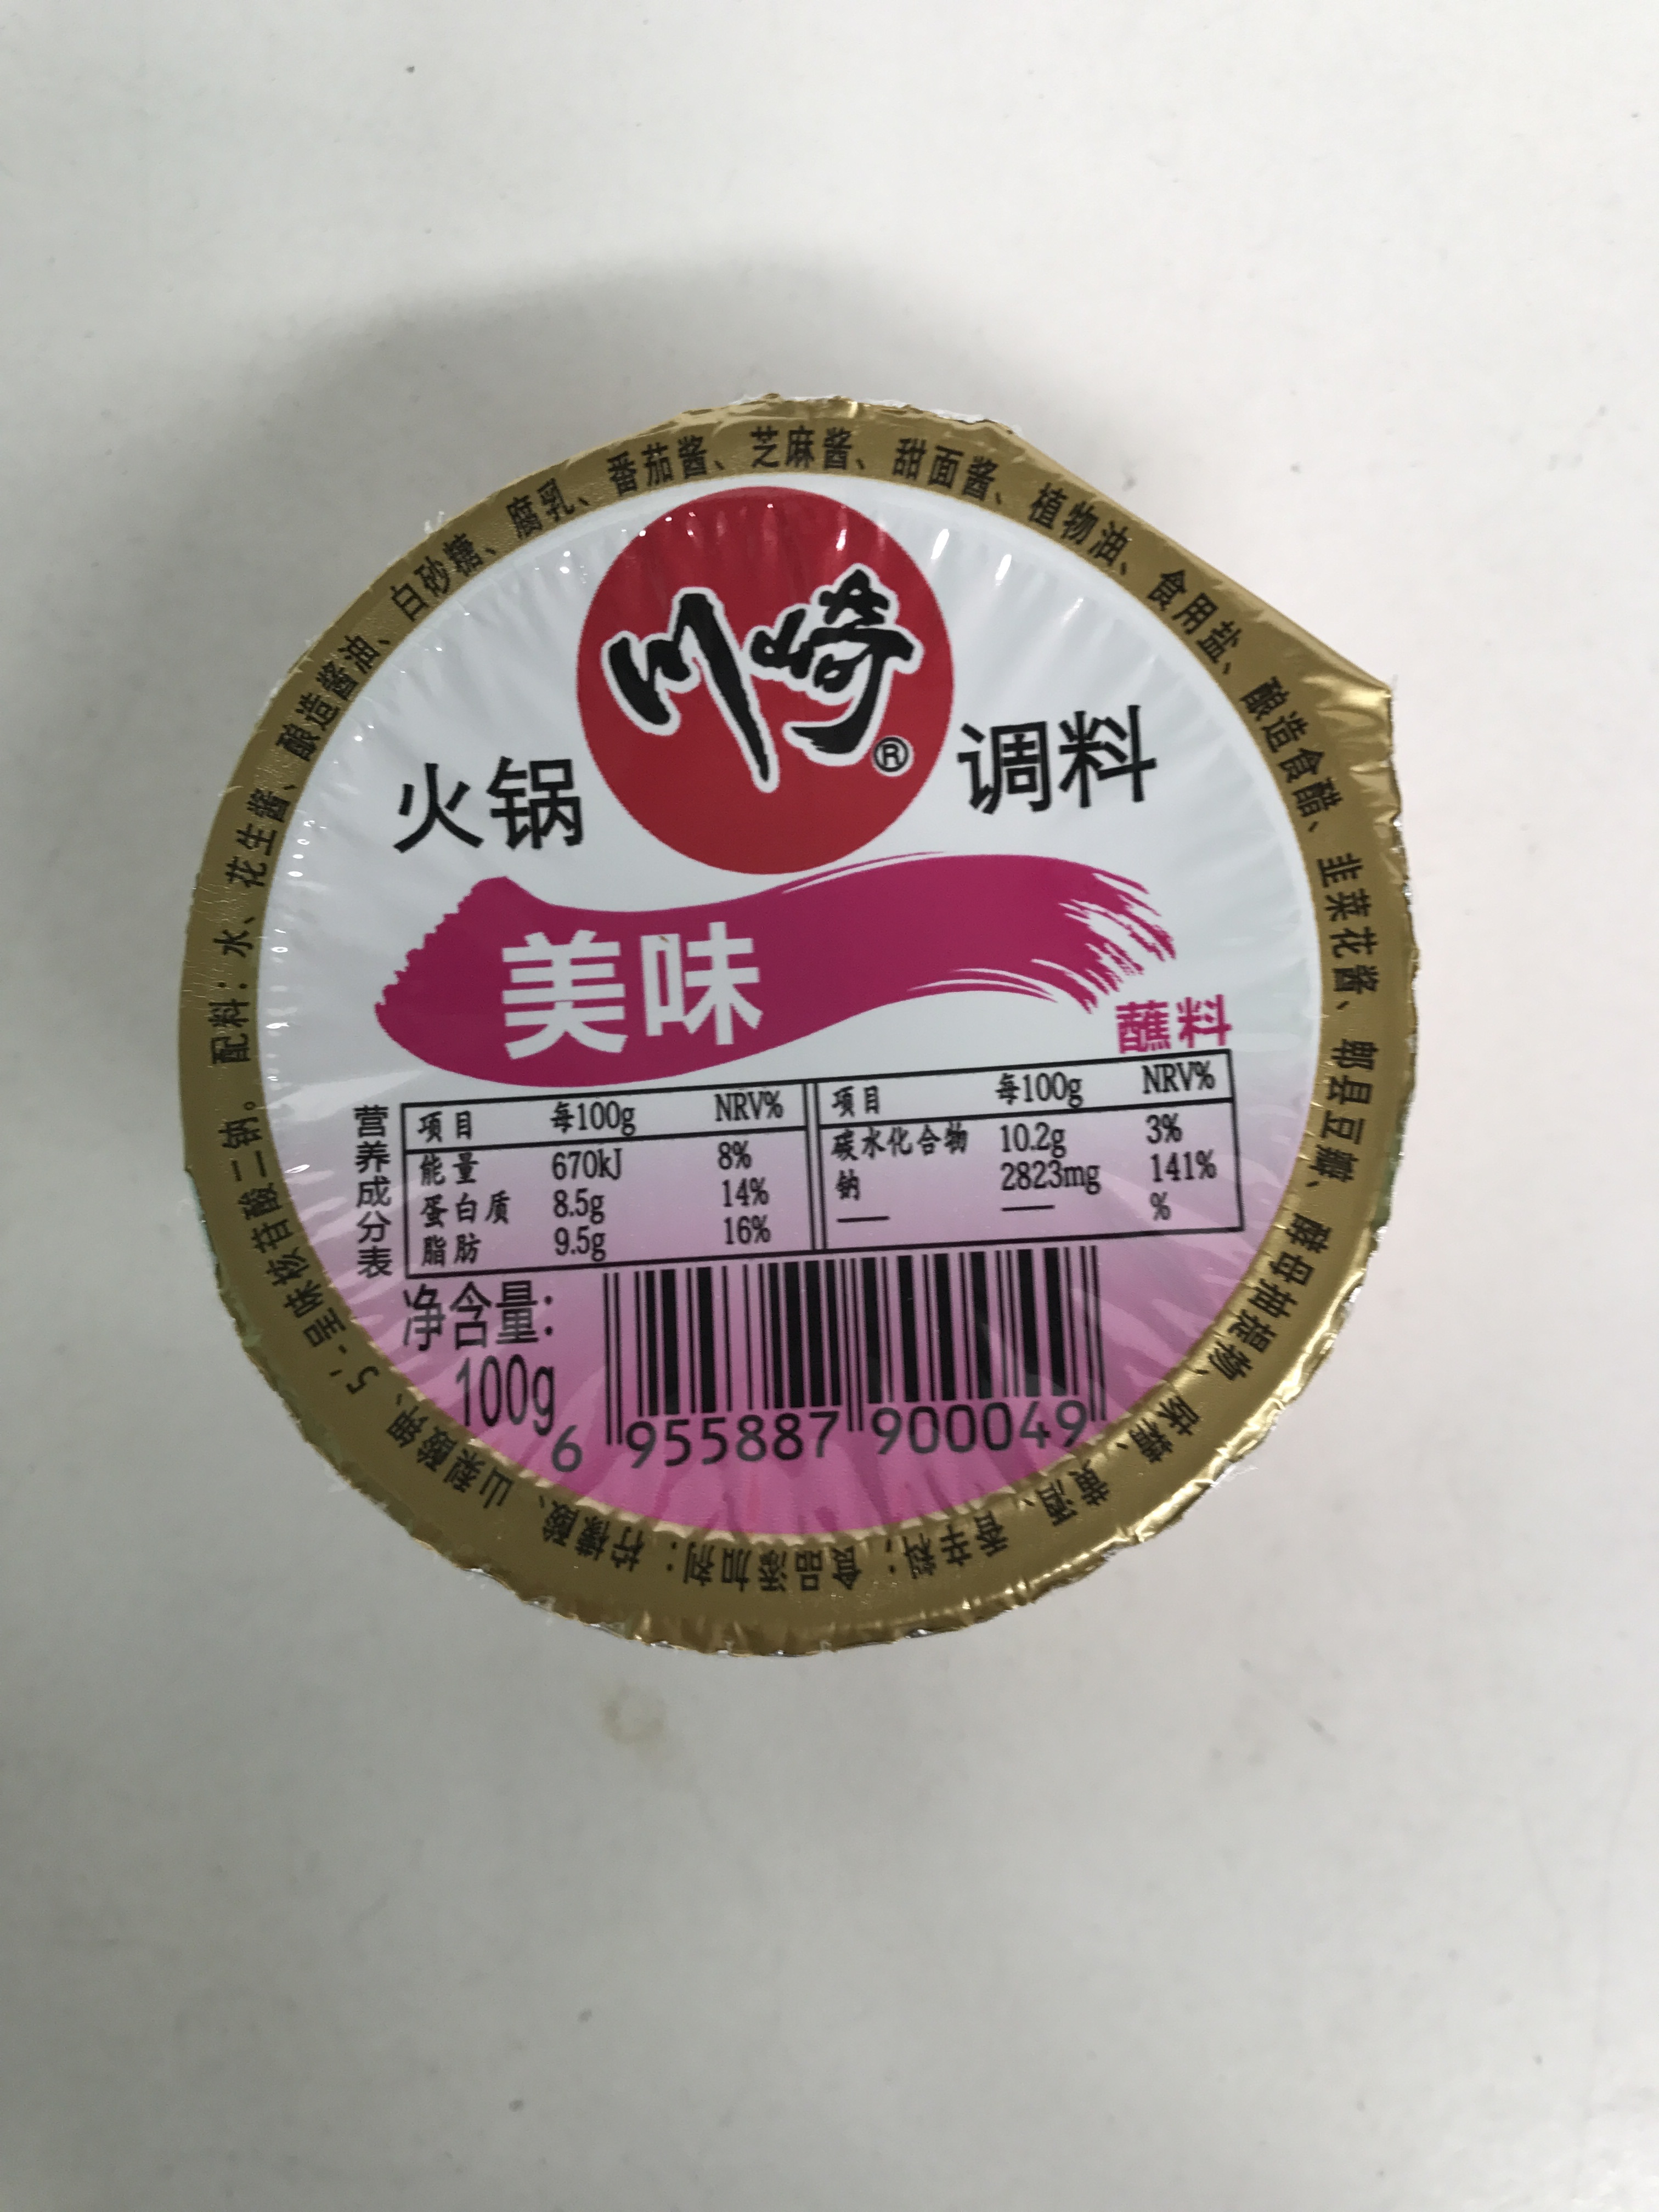 川崎®
火锅 调料
美味
蘸料
营养成分表
项目 每100g NRV% 项目 每100g NRV%
能量 670kJ 8% 碳水化合物 10.2g 3%
蛋白质 8.5g 14% 钠 2823mg 141%
脂肪 9.5g 16% — — %
净含量:
100g
6 955887 900049
配料:水、花生酱、酿造酱油、白砂糖、腐乳、番茄酱、芝麻酱、甜面酱、植物油、食用盐、酿造食醋、韭菜花酱、郫县豆瓣、酵母抽提物、味精、黄酒、香辛料;食品添加剂:柠檬酸、山梨酸钾、5'-呈味核苷酸二钠。